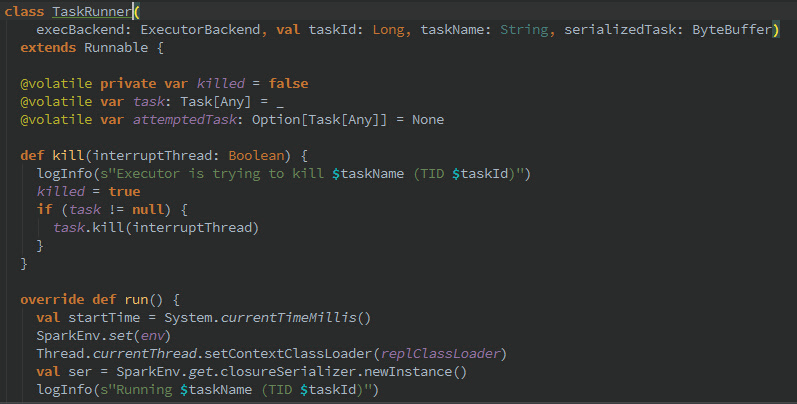 class TaskRunner(
    execBackend: ExecutorBackend, val taskId: Long, taskName: String, serializedTask: ByteBuffer)
  extends Runnable {

  @volatile private var killed = false
  @volatile var task: Task[Any] = _
  @volatile var attemptedTask: Option[Task[Any]] = None

  def kill(interruptThread: Boolean) {
    logInfo(s"Executor is trying to kill $taskName (TID $taskId)")
    killed = true
    if (task != null) {
      task.kill(interruptThread)
    }
  }

  override def run() {
    val startTime = System.currentTimeMillis()
    SparkEnv.set(env)
    Thread.currentThread.setContextClassLoader(replClassLoader)
    val ser = SparkEnv.get.closureSerializer.newInstance()
    logInfo(s"Running $taskName (TID $taskId)")